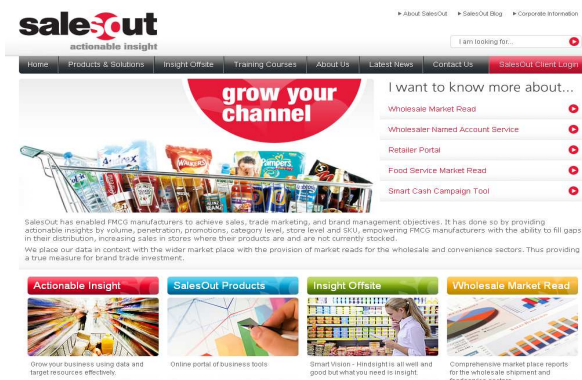 About SalesOut SalesOut Blog Corporate Information
salesout
actionable insight
I am looking for...
Home Products & Solutions Insight Offsite Training Courses About Us Latest News Contact Us SalesOut Client Login
grow your
channel
I want to know more about...
Wholesale Market Read
Wholesaler Named Account Service
Retailer Portal
Food Service Market Read
Smart Cash Campaign Tool
WALKERS
Pampers
SalesOut has enabled FMCG manufacturers to achieve sales, trade marketing, and brand management objectives. It has done so by providing
actionable insights by volume, penetration, promotions, category level, store level and SKU, empowering FMCG manufacturers with the ability to fill gaps
in their distribution, increasing sales in stores where their products are and are not currently stocked.
We place our data in context with the wider market place with the provision of market reads for the wholesale and convenience sectors. Thus providing
a true measure for brand trade investment.
Actionable Insight
SalesOut Products
Insight Offsite
Wholesale Market Read
Grow your business using data and
target resources effectively.
Online portal of business tools
Smart Vision - Hindsight is all well and
good but what you need is insight
Comprehensive market place reports
for the wholesale shipment and